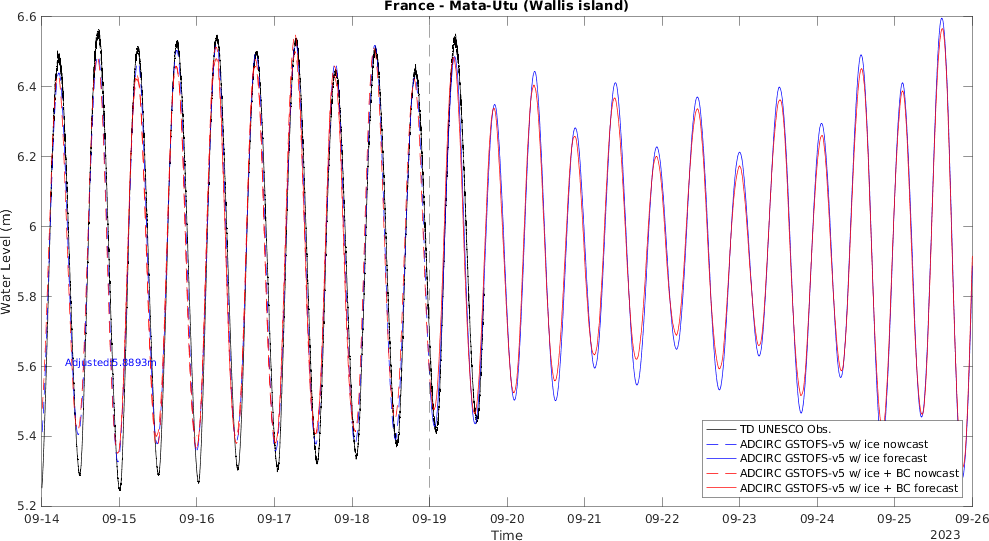 France - Mata-Utu (Wallis island)
6.6
6.4
6.2
6
5.8
5.6
5.4
5.2
Water Level (m)
Adjusted 5.8893m
TD UNESCO Obs.
ADCIRC GSTOFS-v5 w/ ice nowcast
ADCIRC GSTOFS-v5 w/ ice forecast
ADCIRC GSTOFS-v5 w/ ice + BC nowcast
ADCIRC GSTOFS-v5 w/ ice + BC forecast
09-14 09-15 09-16 09-17 09-18 09-19 09-20 09-21 09-22 09-23 09-24 09-25 09-26
Time
2023